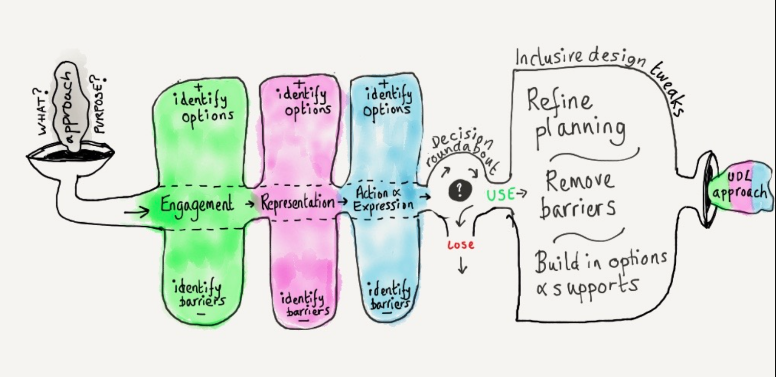 WHAT?
approach
PURPOSE?
+
identify
options
Engagement
identify
barriers
−
+
identify
options
Representation
identify
barriers
−
+
identify
options
Action &
Expression
identify
barriers
−
Decision
roundabout
?
USE
Lose
Inclusive design tweaks
Refine
planning
Remove
barriers
Build in options
& supports
UDL
approach